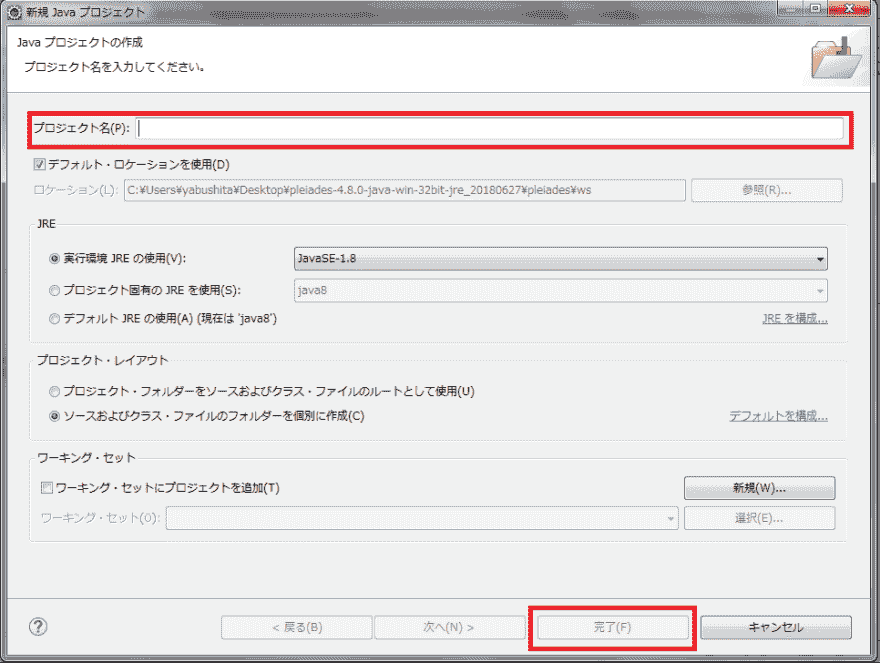 新規 Java プロジェクト
Java プロジェクトの作成
プロジェクト名を入力してください。
プロジェクト名(P):
デフォルト・ロケーションを使用(D)
ロケーション(L): C:¥Users¥yabushita¥Desktop¥pleiades-4.8.0-java-win-32bit-jre_20180627¥pleiades¥ws 参照(R)...
JRE
実行環境 JRE の使用(V): JavaSE-1.8
プロジェクト固有の JRE を使用(S): java8
デフォルト JRE の使用(A) (現在は 'java8') JRE を構成...
プロジェクト・レイアウト
プロジェクト・フォルダーをソースおよびクラス・ファイルのルートとして使用(U)
ソースおよびクラス・ファイルのフォルダーを個別に作成(C) デフォルトを構成...
ワーキング・セット
ワーキング・セットにプロジェクトを追加(T) 新規(W)...
ワーキング・セット(O): 選択(E)...
? < 戻る(B) 次へ(N) > 完了(F) キャンセル